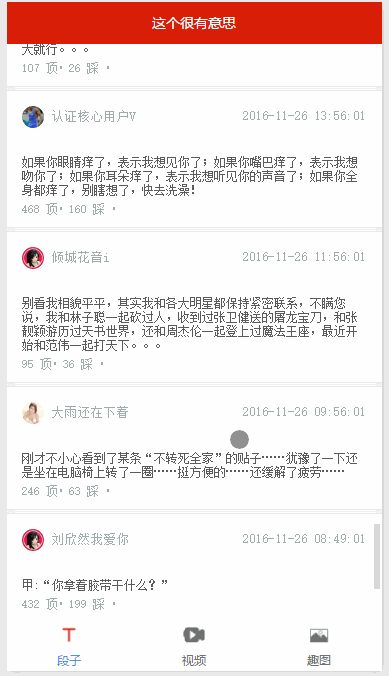 这个很有意思
大就行。。。
107 顶· 26 踩 ·
认证核心用户V 2016-11-26 13:56:01
如果你眼睛痒了，表示我想见你了；如果你嘴巴痒了，表示我想
吻你了；如果你耳朵痒了，表示我想听见你的声音了；如果你全
身都痒了，别瞎想了，快去洗澡！
468 顶· 160 踩 ·
倾城花音i 2016-11-26 11:56:01
别看我相貌平平，其实我和各大明星都保持紧密联系，不瞒您
说，我和林子聪一起砍过人，收到过张卫健送的屠龙宝刀，和张
靓颖游历过天书世界，还和周杰伦一起登上过魔法王座，最近开
始和范伟一起打天下。。。
95 顶· 36 踩 ·
大雨还在下着 2016-11-26 09:56:01
刚才不小心看到了某条“不转死全家”的贴子……犹豫了一下还
是坐在电脑椅上转了一圈……挺方便的……还缓解了疲劳……
246 顶· 63 踩 ·
刘欣然我爱你 2016-11-26 08:49:01
甲:“你拿着胶带干什么？”
432 顶· 199 踩 ·
段子 视频 趣图